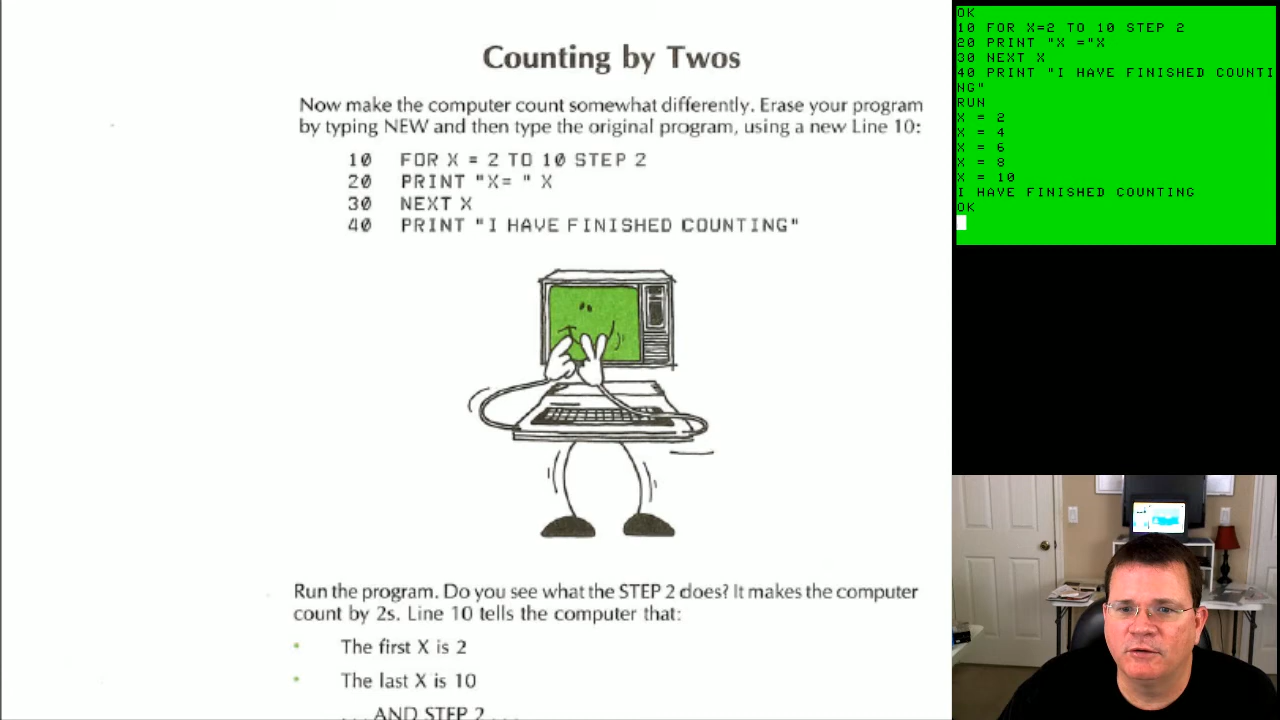 Counting by Twos
Now make the computer count somewhat differently. Erase your program
by typing NEW and then type the original program, using a new Line 10:
10 FOR X = 2 TO 10 STEP 2
20 PRINT "X= " X
30 NEXT X
40 PRINT "I HAVE FINISHED COUNTING"
Run the program. Do you see what the STEP 2 does? It makes the computer
count by 2s. Line 10 tells the computer that:
• The first X is 2
• The last X is 10
. . . AND STEP 2 . . .
OK
10 FOR X=2 TO 10 STEP 2
20 PRINT "X ="X
30 NEXT X
40 PRINT "I HAVE FINISHED COUNTI
NG"
RUN
X = 2
X = 4
X = 6
X = 8
X = 10
I HAVE FINISHED COUNTING
OK